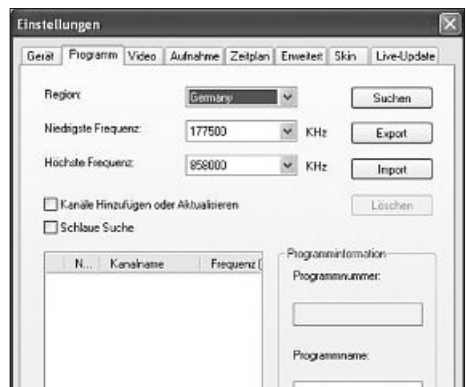 Einstellungen
Gerät Programm Video Aufnahme Zeitplan Erweitert Skin Live-Update
Region: Germany Suchen
Niedrigste Frequenz: 177500 KHz Export
Höchste Frequenz: 858000 KHz Import
Kanäle Hinzufügen oder Aktualisieren Löschen
Schlaue Suche
N... Kanalname Frequenz (
Programminformation
Programmnummer:
Programmname: